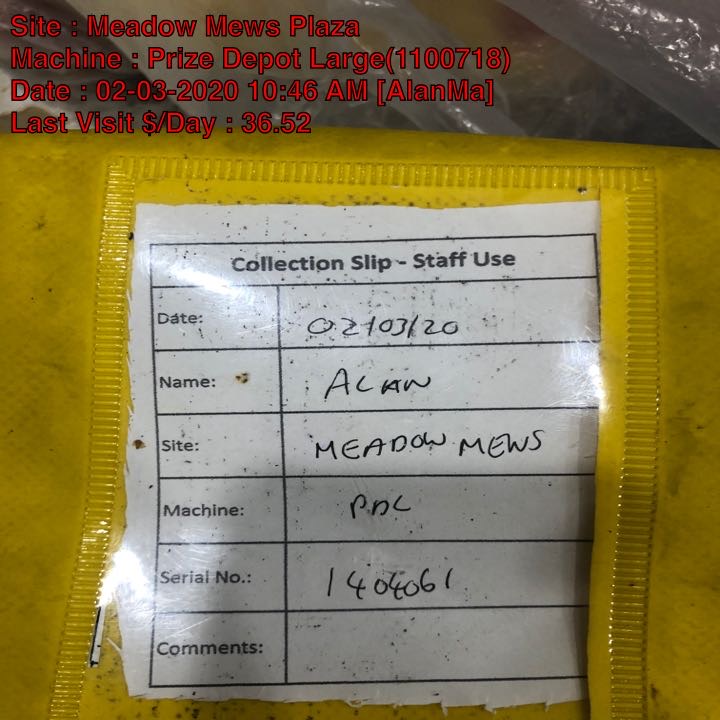 Site : Meadow Mews Plaza
Machine : Prize Depot Large(1100718)
Date : 02-03-2020 10:46 AM [AlanMa]
Last Visit $/Day : 36.52
Collection Slip - Staff Use
Date: 02/03/20
Name: ALAN
Site: MEADOW MEWS
Machine: PDL
Serial No.: 1404061
Comments: